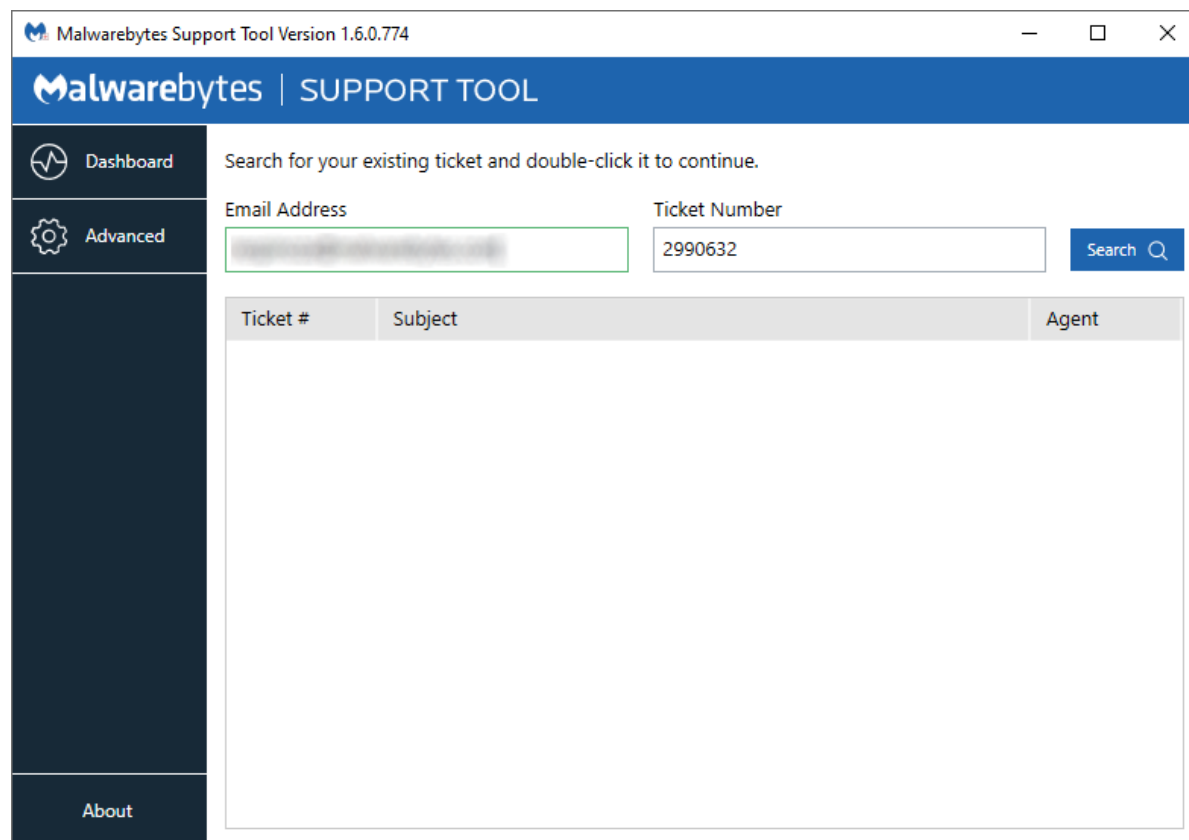 Malwarebytes Support Tool Version 1.6.0.774
Malwarebytes | SUPPORT TOOL
Dashboard
Advanced
Search for your existing ticket and double-click it to continue.
Email Address Ticket Number
2990632 Search
Ticket # Subject Agent
About